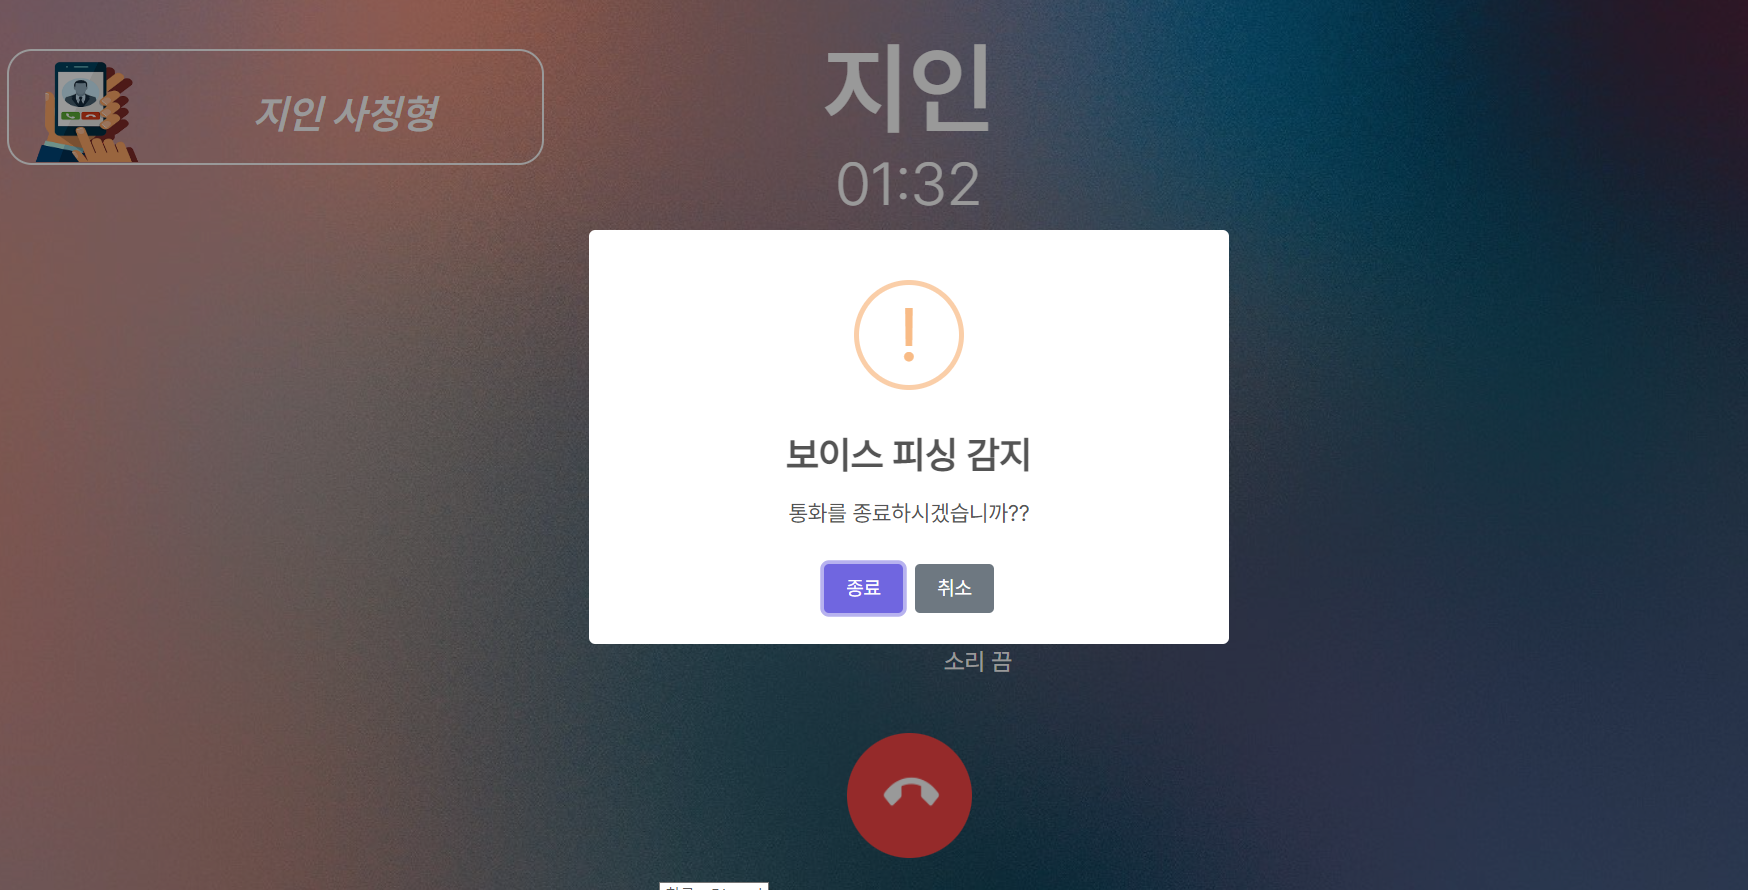 지인 사칭형
지인
01:32
보이스 피싱 감지
통화를 종료하시겠습니까??
종료
취소
소리 끔